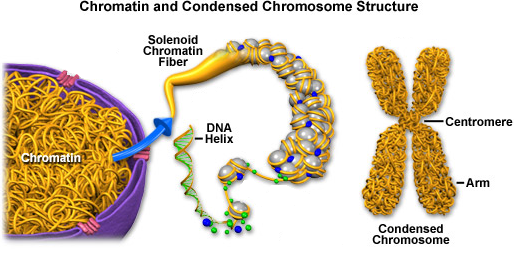 Chromatin and Condensed Chromosome Structure
Solenoid
Chromatin
Fiber
DNA
Helix
Chromatin
Centromere
Arm
Condensed
Chromosome